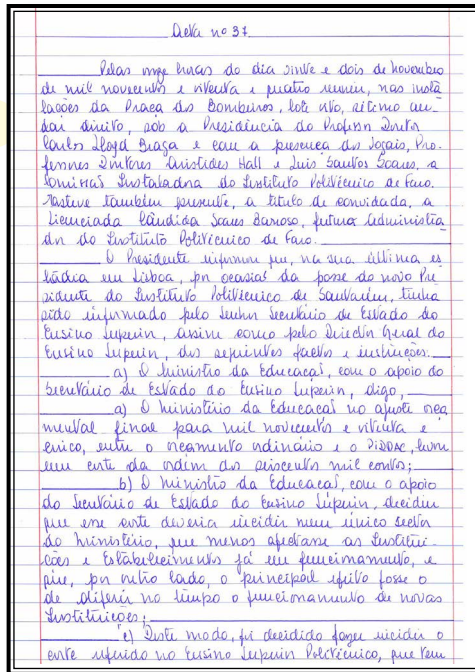 Acta nº 37
Pelas onze horas do dia vinte e dois de Novembro
de mil novecentos e oitenta e quatro reuniu, nas insta
lações da Praça dos Bombeiros, lote oito, sétimo an
dar direito, sob a Presidência do Professor Doutor
Carlos Lloyd Braga e com a presença dos Vogais, Pro-
fessores Doutores Aristides Hall e Luís Santos Soares, a
Comissão Instaladora do Instituto Politécnico de Faro.
Esteve também presente, a título de convidada, a
Licenciada Cândida Soares Barroso, futura Administra
dora do Instituto Politécnico de Faro.
O Presidente informou que, na sua última es
tadia em Lisboa, por ocasião da posse do novo Pre
sidente do Instituto Politécnico de Santarém, tinha
sido informado pelo Senhor Secretário de Estado do
Ensino Superior, assim como pelo Director Geral do
Ensino Superior, dos seguintes factos e instruções:
a) O Ministro da Educação, com o apoio do
Secretário de Estado do Ensino Superior, digo,
a) O Ministério da Educação no ajuste orça
mental final para mil novecentos e oitenta e
cinco, entre o orçamento ordinário e o PIDDAC, houve
um corte da ordem dos seiscentos mil contos;
b) O Ministro da Educação, com o apoio
do Secretário de Estado do Ensino Superior, decidiu
que esse corte deveria incidir num único sector
do Ministério, que menos afectasse as Institui-
ções e Estabelecimentos já em funcionamento, e
que, por outro lado, o principal efeito fosse o
de diferir no tempo o funcionamento de novas
Instituições;
c) Deste modo, foi decidido fazer incidir o
corte referido no Ensino Superior Politécnico, que tem